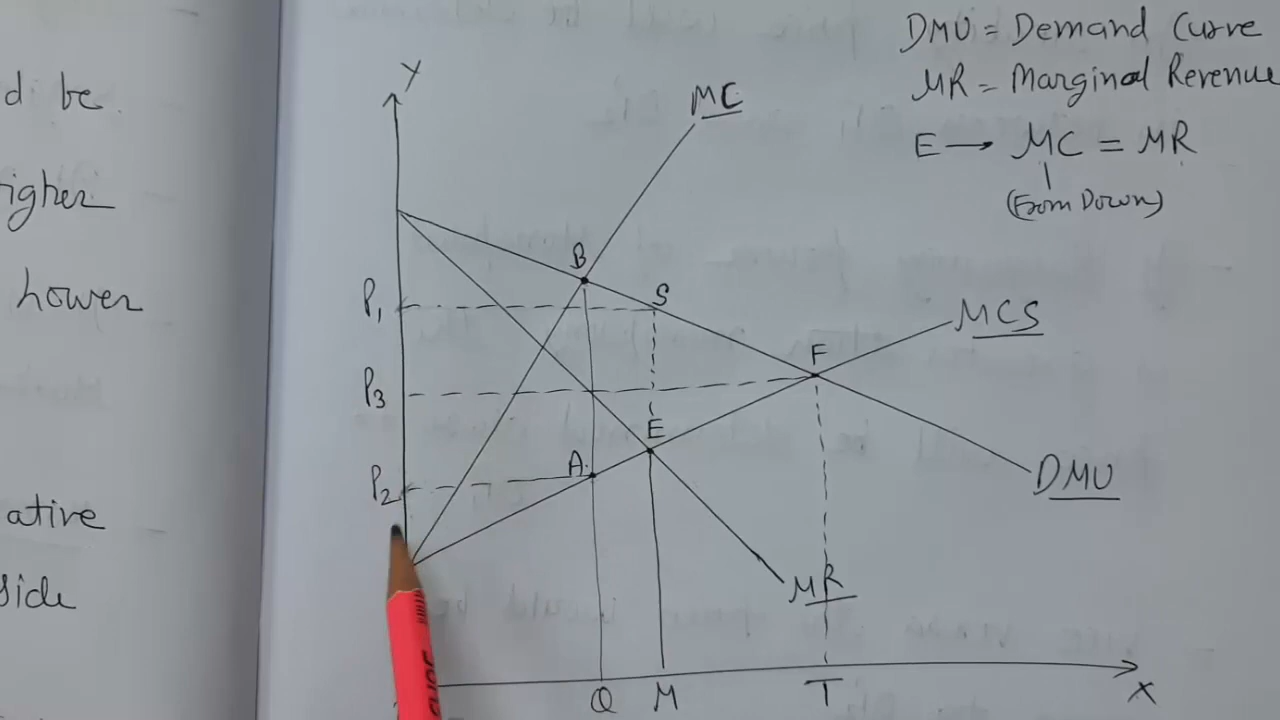 d be
igher
hower
ative
side
DMU = Demand Curve
MR = Marginal Revenue
E → MC = MR
(From Down)
Y
MC
B
P1
S
MCS
P3
F
E
A
P2
DMU
MR
Q
M
T
X